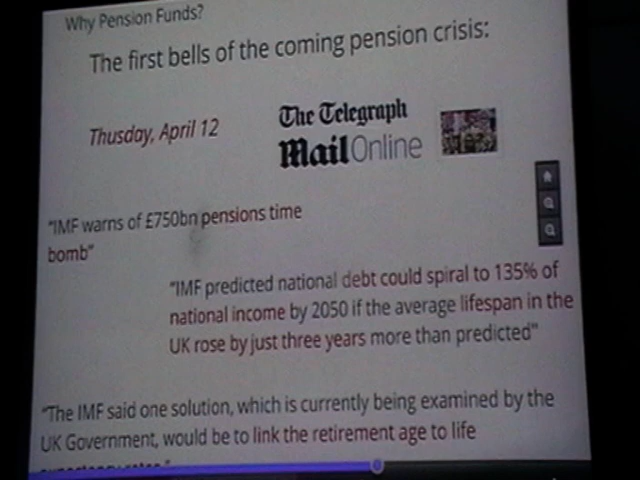 Why Pension Funds?
The first bells of the coming pension crisis:
Thusday, April 12
The Telegraph
Mail Online
"IMF warns of £750bn pensions time
bomb"
"IMF predicted national debt could spiral to 135% of
national income by 2050 if the average lifespan in the
UK rose by just three years more than predicted"
"The IMF said one solution, which is currently being examined by the
UK Government, would be to link the retirement age to life